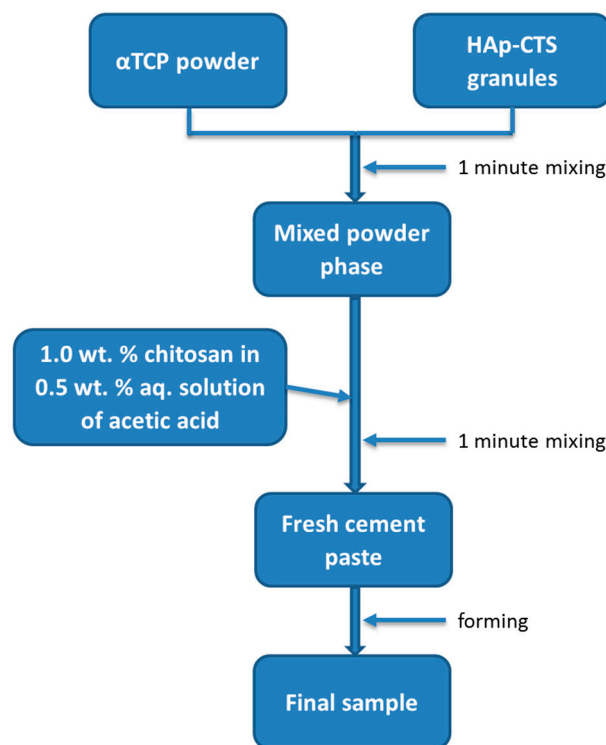 αTCP powder
HAp-CTS
granules
1 minute mixing
Mixed powder
phase
1.0 wt. % chitosan in
0.5 wt. % aq. solution
of acetic acid
1 minute mixing
Fresh cement
paste
forming
Final sample